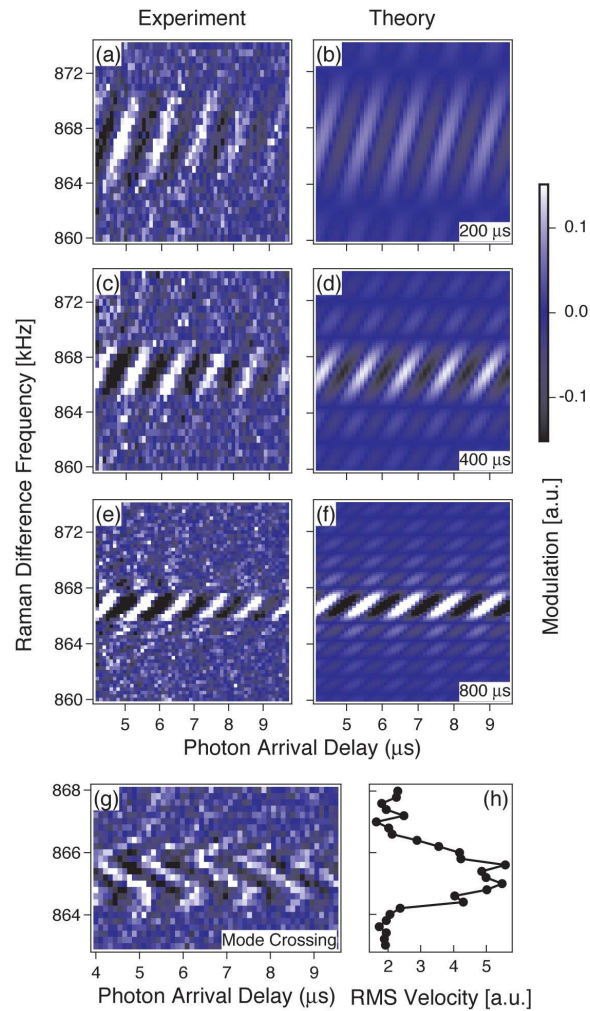 Experiment
Theory
(a)
(b)
872
868
864
860
200 µs
(c)
(d)
872
868
864
860
400 µs
0.1
0.0
-0.1
Modulation [a.u.]
Raman Difference Frequency [kHz]
(e)
(f)
872
868
864
860
800 µs
5 6 7 8 9
5 6 7 8 9
Photon Arrival Delay (µs)
(g)
(h)
868
866
864
Mode Crossing
4 5 6 7 8 9
2 3 4 5
Photon Arrival Delay (µs)
RMS Velocity [a.u.]